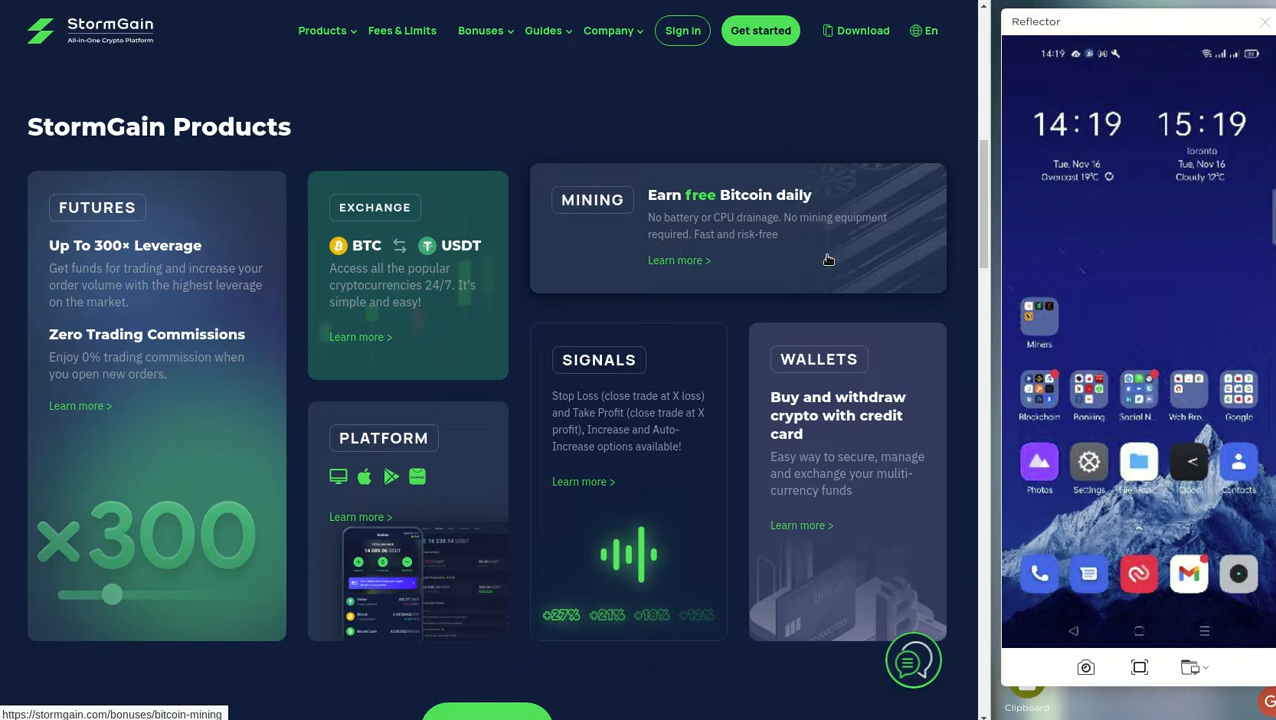 StormGain
All-in-One Crypto Platform
Products
Fees & Limits
Bonuses
Guides
Company
Sign in
Get started
Download
En
StormGain Products
FUTURES
Up To 300× Leverage
Get funds for trading and increase your
order volume with the highest leverage
on the market.
Zero Trading Commissions
Enjoy 0% trading commission when
you open new orders.
Learn more >
×300
EXCHANGE
BTC
USDT
Access all the popular
cryptocurrencies 24/7. It's
simple and easy!
Learn more >
PLATFORM
Learn more >
MINING
Earn free Bitcoin daily
No battery or CPU drainage. No mining equipment
required. Fast and risk-free
Learn more >
SIGNALS
Stop Loss (close trade at X loss)
and Take Profit (close trade at X
profit), Increase and Auto-
Increase options available!
Learn more >
+27%
+21%
+18%
+12%
WALLETS
Buy and withdraw
crypto with credit
card
Easy way to secure, manage
and exchange your muliti-
currency funds
Learn more >
https://stormgain.com/bonuses/bitcoin-mining
Reflector
14:19
14:19
15:19
Toronto
Tue, Nov 16
Tue, Nov 16
Overcast 19°C
Cloudy 12°C
Miners
Blockchain
Banking
Social N...
Web Bro...
Google
Photos
Settings
File Man...
Clock
Contacts
Clipboard